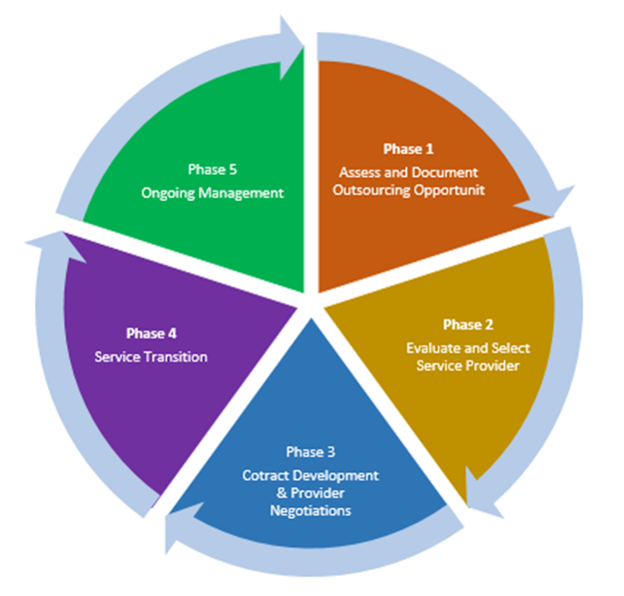 Phase 1
Assess and Document
Outsourcing Opportunit
Phase 2
Evaluate and Select
Service Provider
Phase 3
Cotract Development
& Provider
Negotiations
Phase 4
Service Transition
Phase 5
Ongoing Management